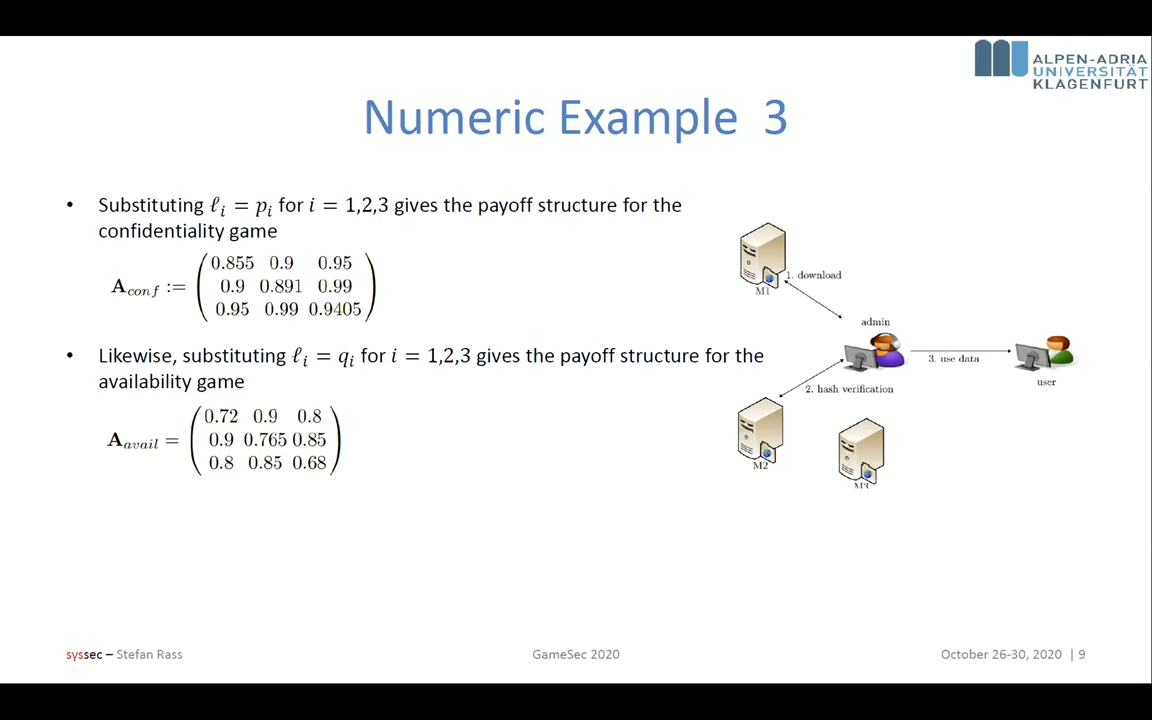 ALPEN-ADRIA
UNIVERSITÄT
KLAGENFURT
Numeric Example 3
• Substituting ℓᵢ = pᵢ for i = 1,2,3 gives the payoff structure for the
confidentiality game
A_conf := ( 0.855 0.9 0.95
0.9 0.891 0.99
0.95 0.99 0.9405 )
• Likewise, substituting ℓᵢ = qᵢ for i = 1,2,3 gives the payoff structure for the
availability game
A_avail = ( 0.72 0.9 0.8
0.9 0.765 0.85
0.8 0.85 0.68 )
M1
1. download
admin
3. use data
user
2. hash verification
M2
M3
syssec – Stefan Rass
GameSec 2020
October 26-30, 2020 | 9